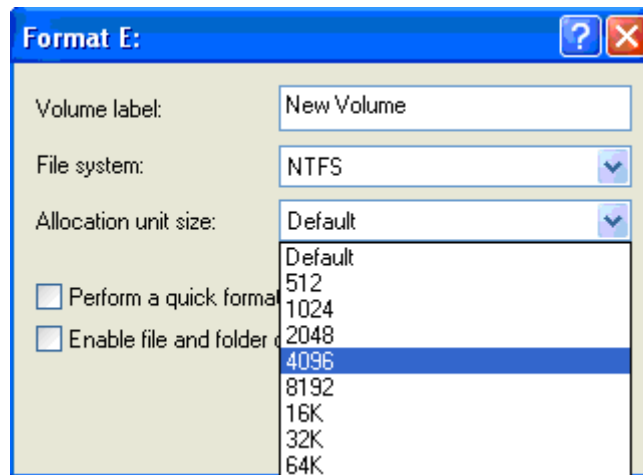 Format E:
Volume label: New Volume
File system: NTFS
Allocation unit size: Default
Default
512
1024
2048
4096
8192
16K
32K
64K
Perform a quick forma
Enable file and folder